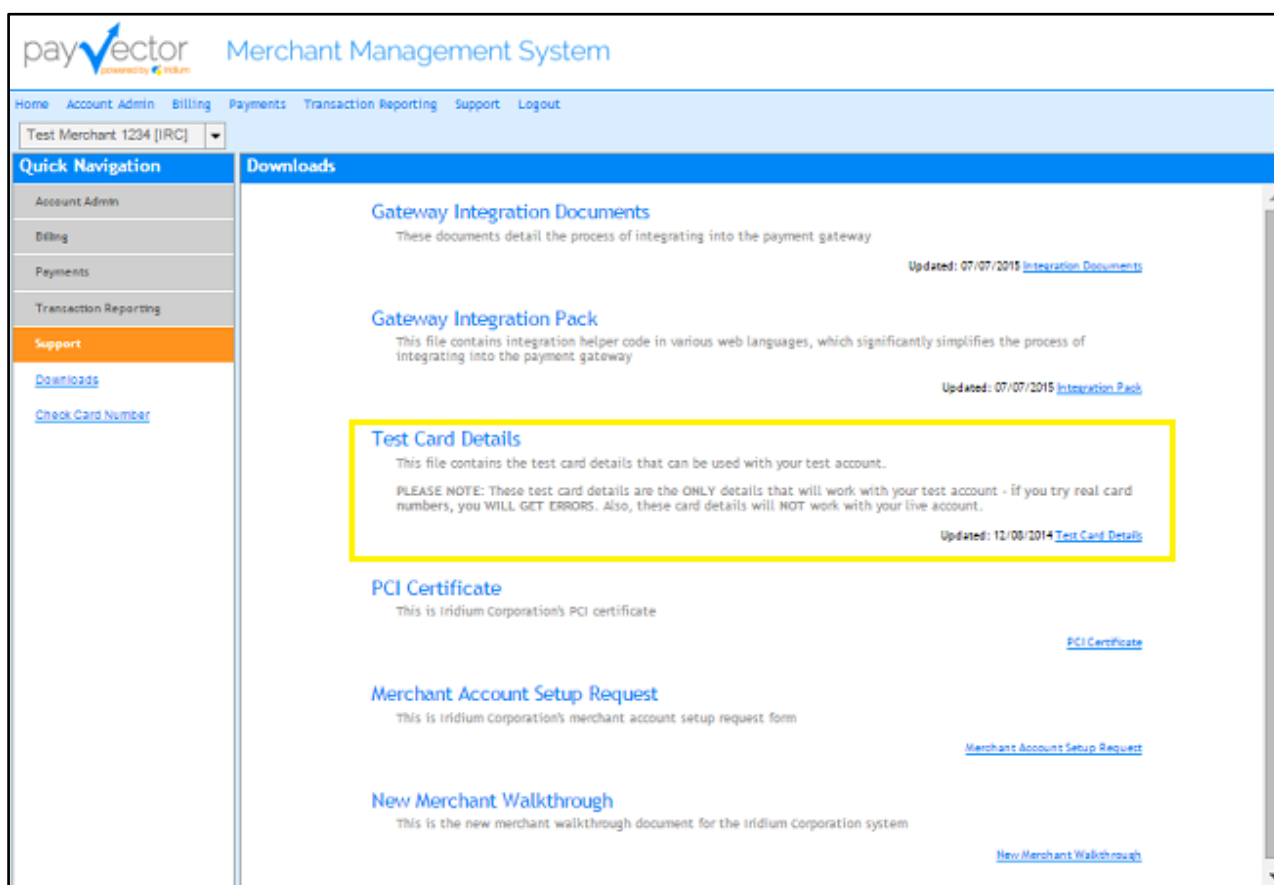 payvector
powered by iridium
Merchant Management System
Home Account Admin Billing Payments Transaction Reporting Support Logout
Test Merchant 1234 [IRC]
Quick Navigation
Account Admin
Billing
Payments
Transaction Reporting
Support
Downloads
Check Card Number
Downloads
Gateway Integration Documents
These documents detail the process of integrating into the payment gateway
Updated: 07/07/2015 Integration Documents
Gateway Integration Pack
This file contains integration helper code in various web languages, which significantly simplifies the process of
integrating into the payment gateway
Updated: 07/07/2015 Integration Pack
Test Card Details
This file contains the test card details that can be used with your test account.
PLEASE NOTE: These test card details are the ONLY details that will work with your test account - if you try real card
numbers, you WILL GET ERRORS. Also, these card details will NOT work with your live account.
Updated: 12/08/2014 Test Card Details
PCI Certificate
This is Iridium Corporation's PCI certificate
PCI Certificate
Merchant Account Setup Request
This is Iridium Corporation's merchant account setup request form
Merchant Account Setup Request
New Merchant Walkthrough
This is the new merchant walkthrough document for the Iridium Corporation system
New Merchant Walkthrough